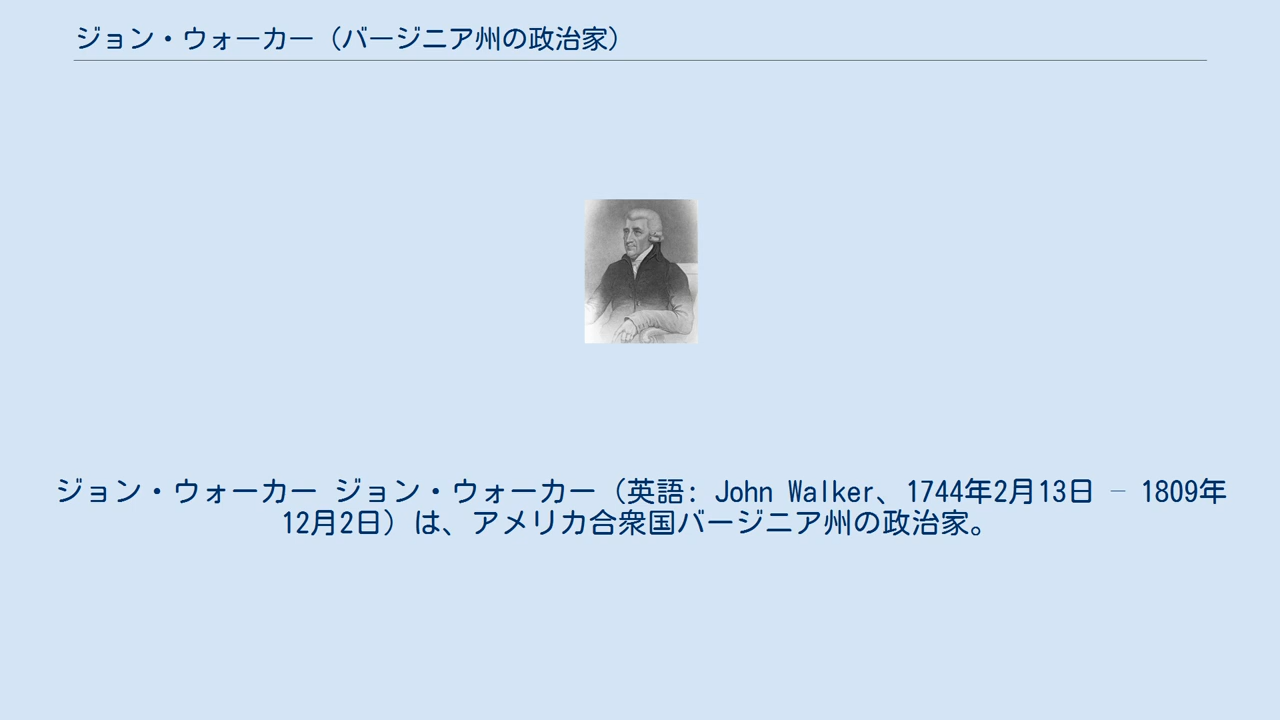 ジョン・ウォーカー（バージニア州の政治家）
ジョン・ウォーカー ジョン・ウォーカー（英語: John Walker、1744年2月13日 – 1809年
12月2日）は、アメリカ合衆国バージニア州の政治家。